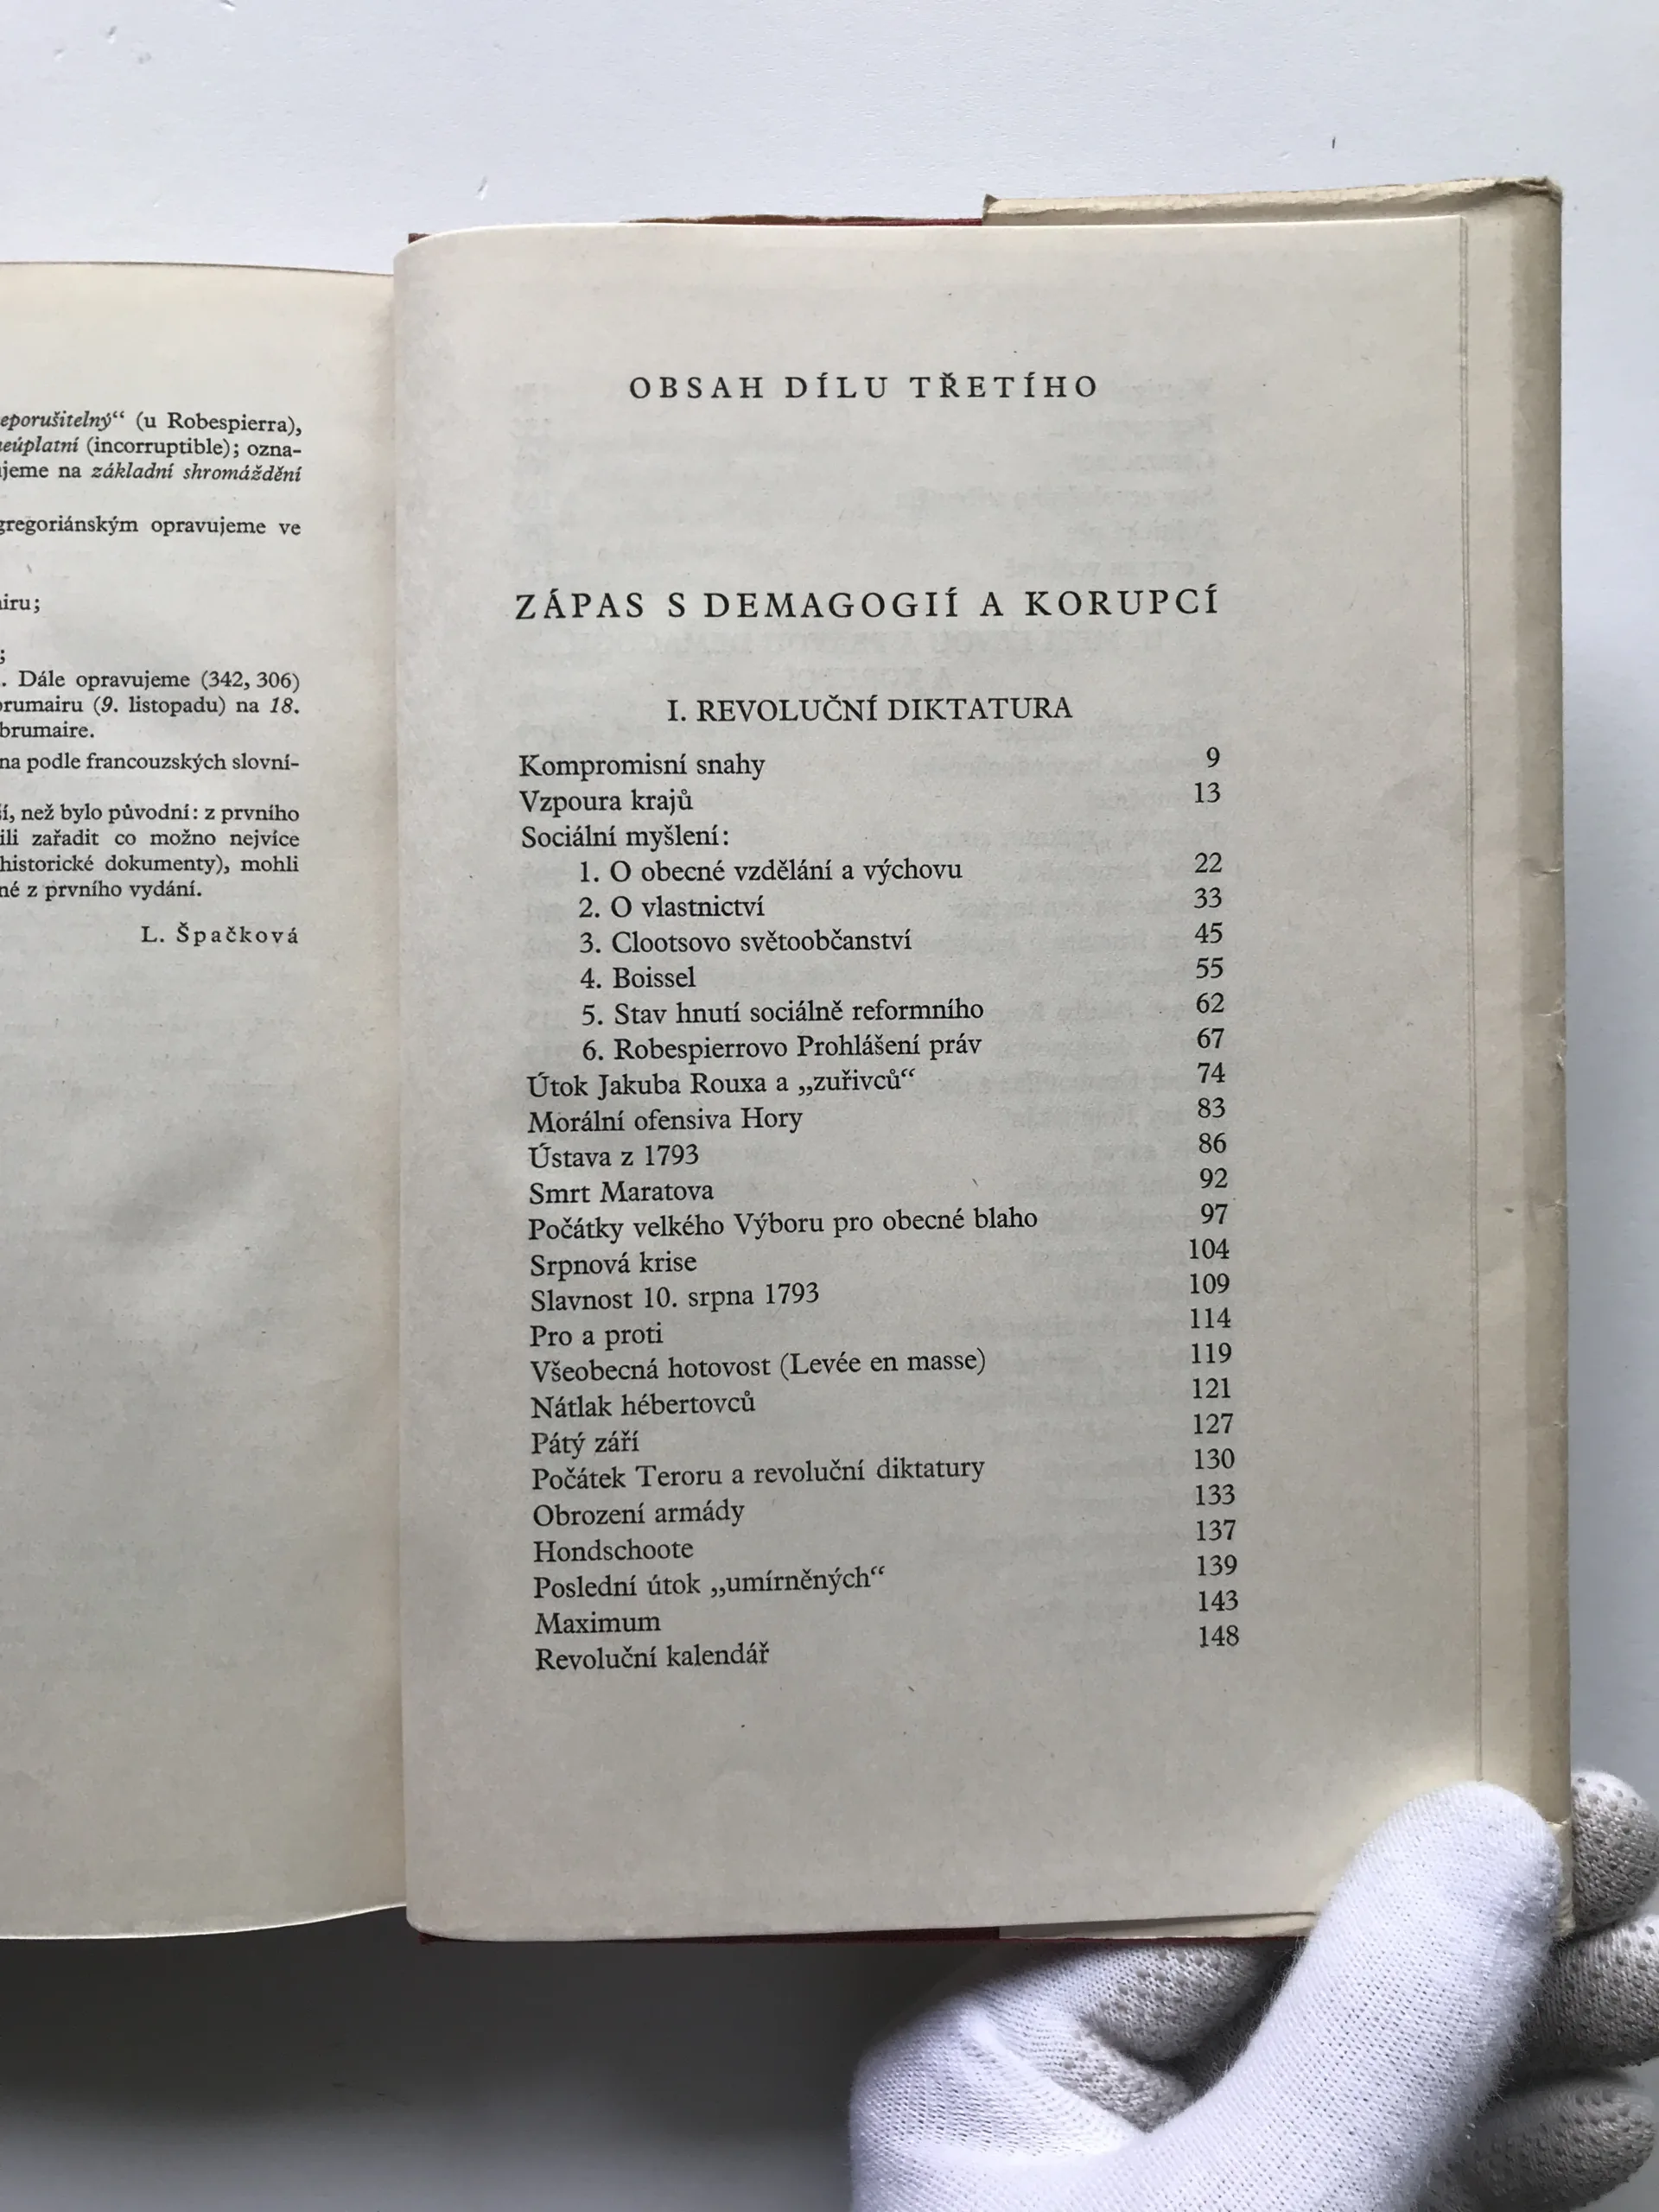 eporušitelný“ (u Robespierra),
neúplatní (incorruptible); ozna-
jeme na základní shromáždění
gregoriánským opravujeme ve
iru;
;
. Dále opravujeme (342, 306)
rumairu (9. listopadu) na 18.
brumaire.
na podle francouzských slovní-
í, než bylo původní: z prvního
ili zařadit co možno nejvíce
historické dokumenty), mohli
né z prvního vydání.
L. Špačková
OBSAH DÍLU TŘETÍHO
ZÁPAS S DEMAGOGIÍ A KORUPCÍ
I. REVOLUČNÍ DIKTATURA
Kompromisní snahy 9
Vzpoura krajů 13
Sociální myšlení:
1. O obecné vzdělání a výchovu 22
2. O vlastnictví 33
3. Clootsovo světoobčanství 45
4. Boissel 55
5. Stav hnutí sociálně reformního 62
6. Robespierrovo Prohlášení práv 67
Útok Jakuba Rouxa a „zuřivců“ 74
Morální ofensiva Hory 83
Ústava z 1793 86
Smrt Maratova 92
Počátky velkého Výboru pro obecné blaho 97
Srpnová krise 104
Slavnost 10. srpna 1793 109
Pro a proti 114
Všeobecná hotovost (Levée en masse) 119
Nátlak hébertovců 121
Pátý září 127
Počátek Teroru a revoluční diktatury 130
Obrození armády 133
Hondschoote 137
Poslední útok „umírněných“ 139
Maximum 143
Revoluční kalendář 148